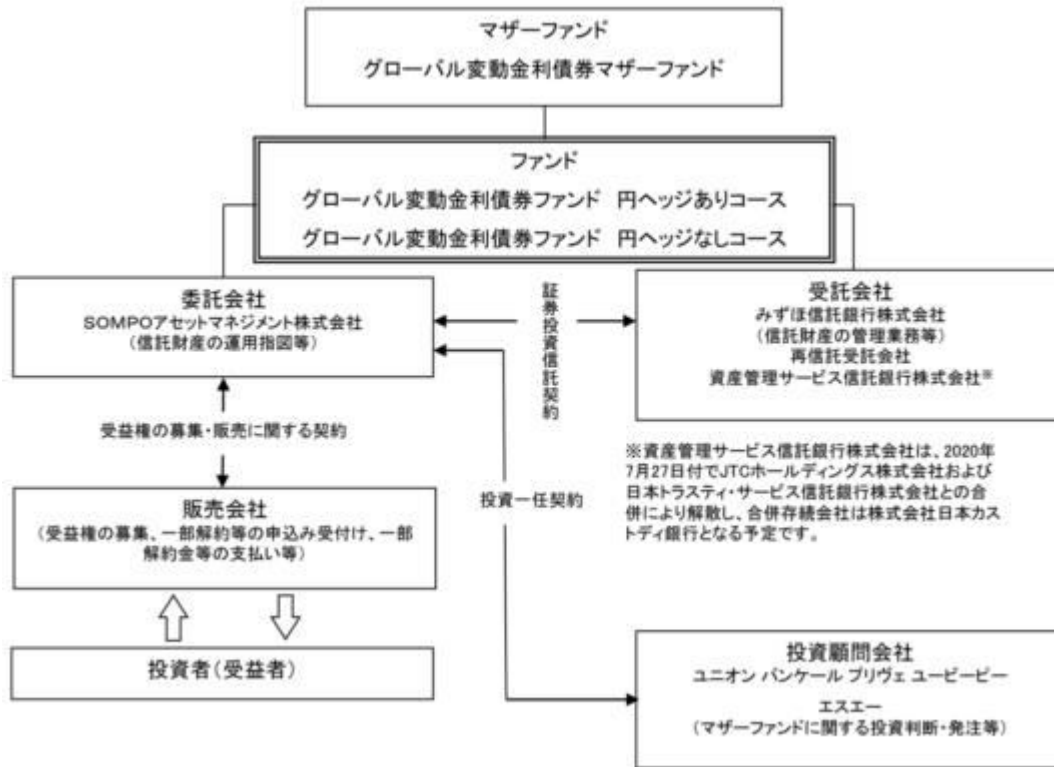 マザーファンド
グローバル変動金利債券マザーファンド
ファンド
グローバル変動金利債券ファンド 円ヘッジありコース
グローバル変動金利債券ファンド 円ヘッジなしコース
委託会社
SOMPOアセットマネジメント株式会社
(信託財産の運用指図等)
証券投資信託契約
受託会社
みずほ信託銀行株式会社
(信託財産の管理業務等)
再信託受託会社
資産管理サービス信託銀行株式会社※
受益権の募集・販売に関する契約
※資産管理サービス信託銀行株式会社は、2020年
7月27日付でJTCホールディングス株式会社および
日本トラスティ・サービス信託銀行株式会社との合
併により解散し、合併存続会社は株式会社日本カス
トディ銀行となる予定です。
販売会社
(受益権の募集、一部解約等の申込み受付け、一部
解約金等の支払い等)
投資一任契約
投資者(受益者)
投資顧問会社
ユニオン バンケール プリヴェ ユービーピー
エスエー
(マザーファンドに関する投資判断・発注等)